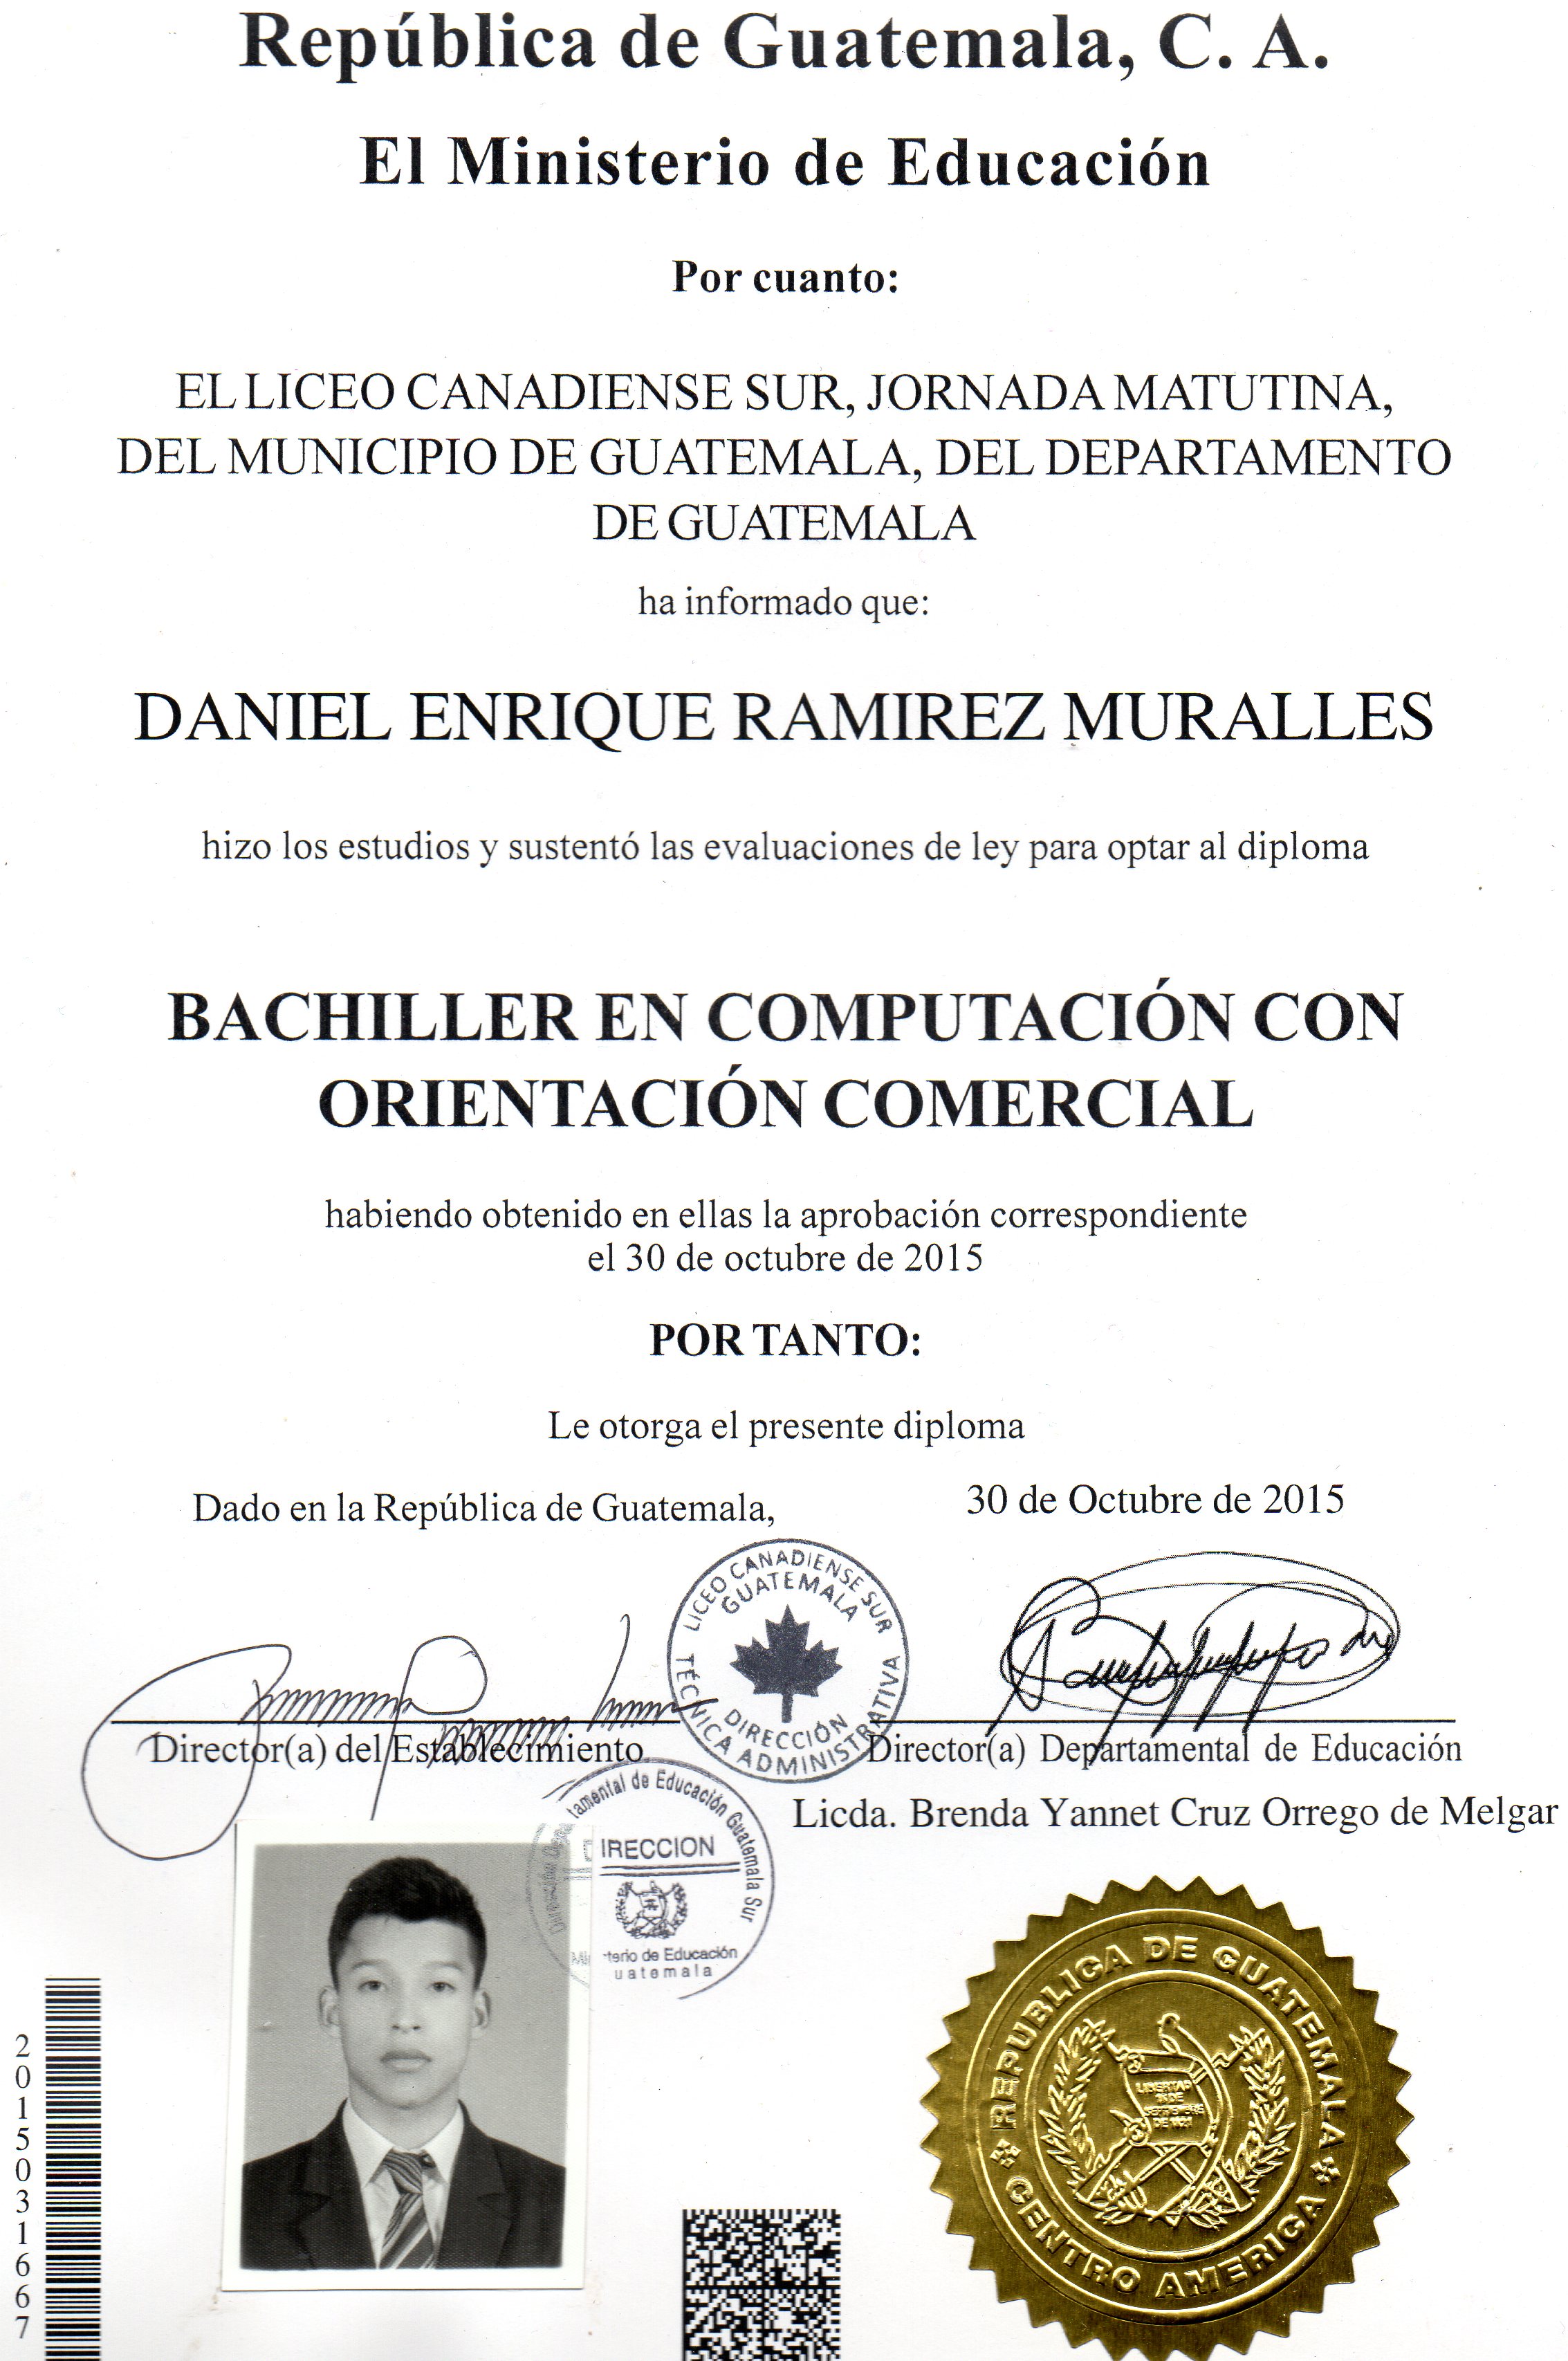 República de Guatemala, C. A.
El Ministerio de Educación
Por cuanto:
EL LICEO CANADIENSE SUR, JORNADA MATUTINA,
DEL MUNICIPIO DE GUATEMALA, DEL DEPARTAMENTO
DE GUATEMALA
ha informado que:
DANIEL ENRIQUE RAMIREZ MURALLES
hizo los estudios y sustentó las evaluaciones de ley para optar al diploma
BACHILLER EN COMPUTACIÓN CON
ORIENTACIÓN COMERCIAL
habiendo obtenido en ellas la aprobación correspondiente
el 30 de octubre de 2015
POR TANTO:
Le otorga el presente diploma
Dado en la República de Guatemala,
30 de Octubre de 2015
LICEO CANADIENSE SUR
GUATEMALA
DIRECCIÓN
TÉCNICA ADMINISTRATIVA
Director(a) del Establecimiento
Director(a) Departamental de Educación
Licda. Brenda Yannet Cruz Orrego de Melgar
tamental de Educación Guatemala Sur
DIRECCION
terio de Educación
uatemala
REPUBLICA DE GUATEMALA
LIBERTAD
15 DE
SEPTIEMBRE
DE 1821
CENTRO AMERICA
2015031667